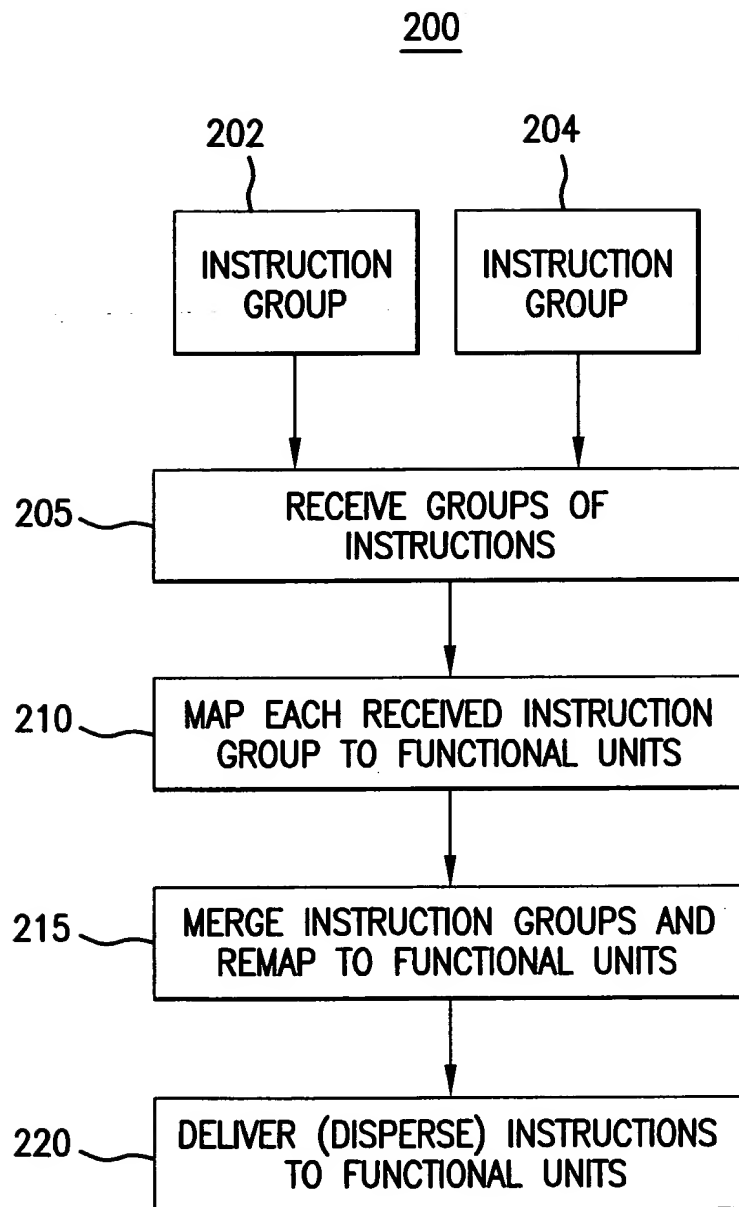 200
202
204
INSTRUCTION
GROUP
INSTRUCTION
GROUP
205
RECEIVE GROUPS OF
INSTRUCTIONS
210
MAP EACH RECEIVED INSTRUCTION
GROUP TO FUNCTIONAL UNITS
215
MERGE INSTRUCTION GROUPS AND
REMAP TO FUNCTIONAL UNITS
220
DELIVER (DISPERSE) INSTRUCTIONS
TO FUNCTIONAL UNITS